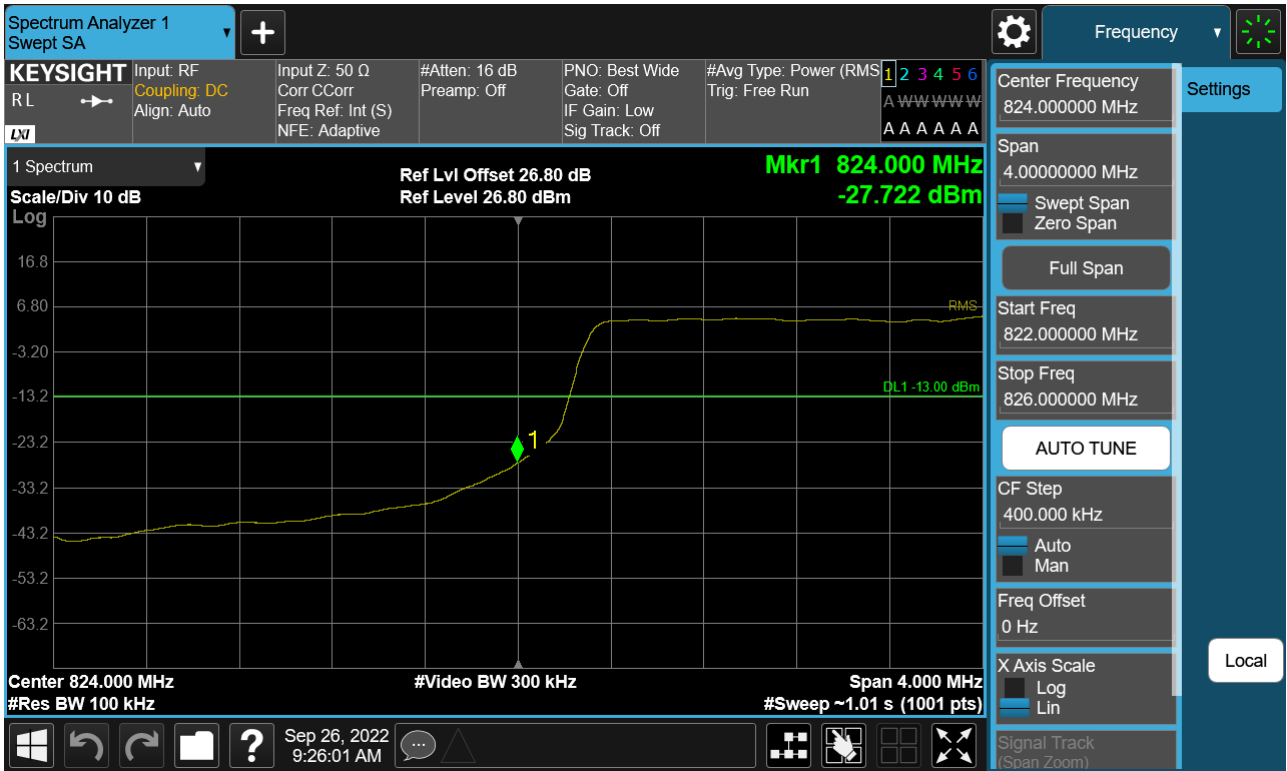 Spectrum Analyzer 1
Swept SA
+
Frequency
KEYSIGHT
R L
LXI
Input: RF
Coupling: DC
Align: Auto
Input Z: 50 Ω
Corr CCorr
Freq Ref: Int (S)
NFE: Adaptive
#Atten: 16 dB
Preamp: Off
PNO: Best Wide
Gate: Off
IF Gain: Low
Sig Track: Off
#Avg Type: Power (RMS
Trig: Free Run
1 2 3 4 5 6
A W W W W W
A A A A A A
1 Spectrum
Scale/Div 10 dB
Ref Lvl Offset 26.80 dB
Ref Level 26.80 dBm
Mkr1 824.000 MHz
-27.722 dBm
Log
16.8
6.80
-3.20
-13.2
-23.2
-33.2
-43.2
-53.2
-63.2
RMS
DL1 -13.00 dBm
1
Center 824.000 MHz
#Res BW 100 kHz
#Video BW 300 kHz
Span 4.000 MHz
#Sweep ~1.01 s (1001 pts)
Center Frequency
824.000000 MHz
Span
4.00000000 MHz
Swept Span
Zero Span
Full Span
Start Freq
822.000000 MHz
Stop Freq
826.000000 MHz
AUTO TUNE
CF Step
400.000 kHz
Auto
Man
Freq Offset
0 Hz
X Axis Scale
Log
Lin
Signal Track
(Span Zoom)
Settings
Local
?
Sep 26, 2022
9:26:01 AM